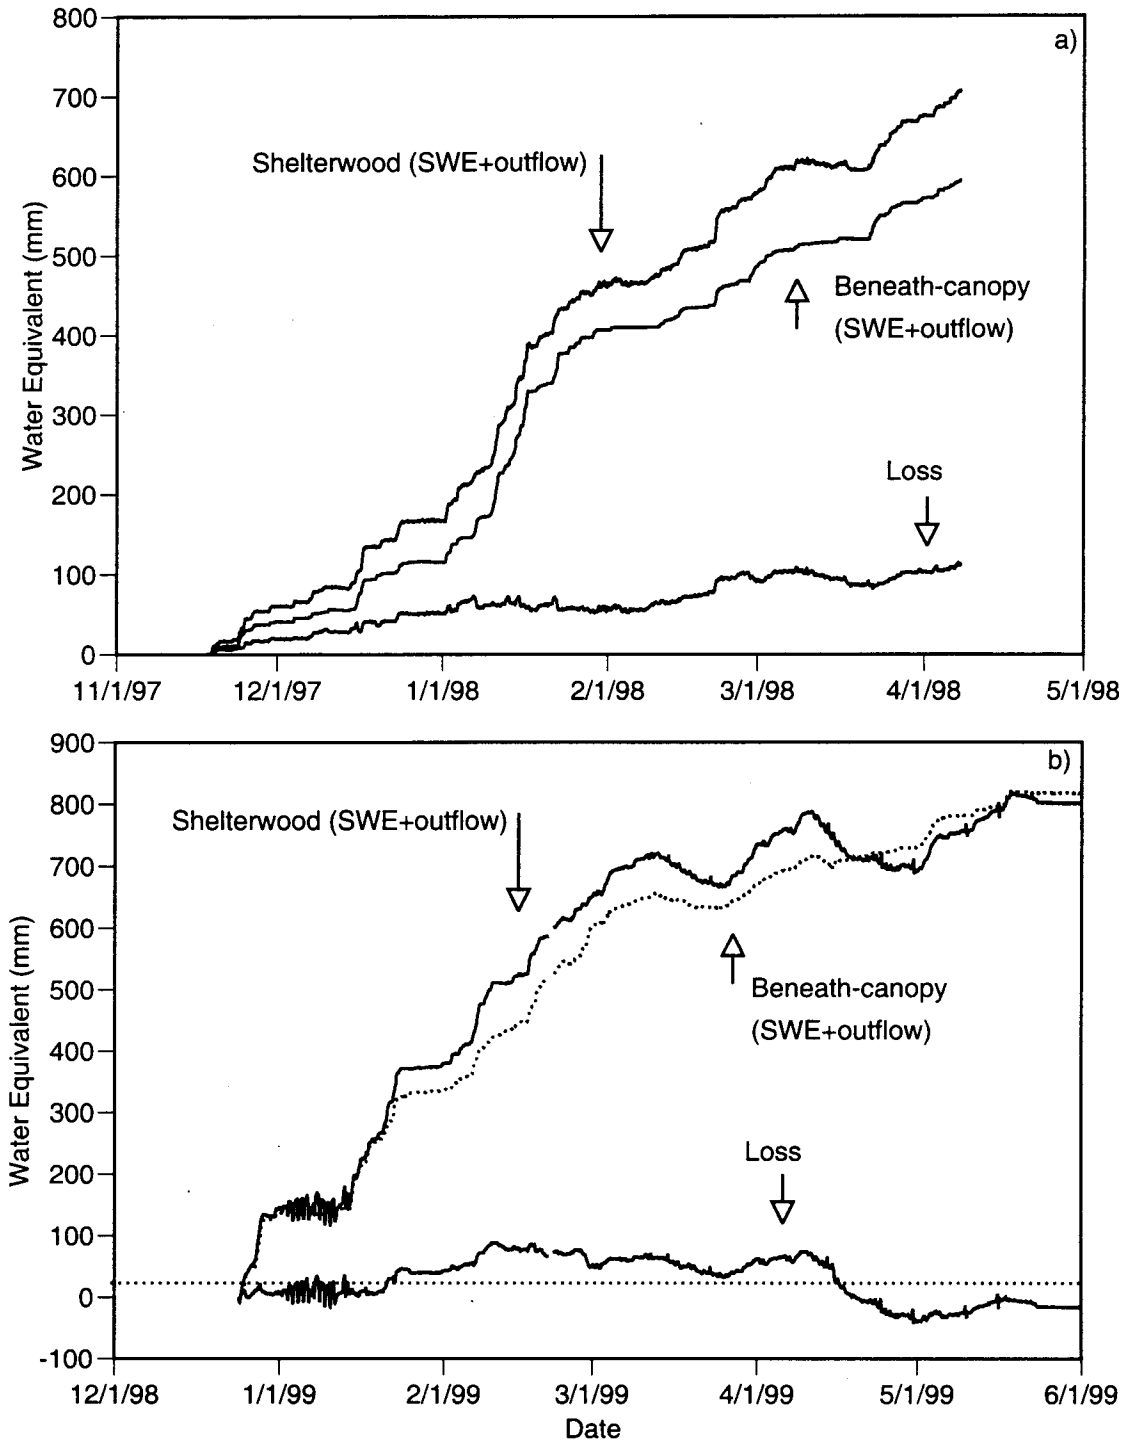 800
a)
700
Shelterwood (SWE+outflow)
600
500
Beneath-canopy
(SWE+outflow)
400
300
Loss
200
100
0
Water Equivalent (mm)
11/1/97 12/1/97 1/1/98 2/1/98 3/1/98 4/1/98 5/1/98
900
b)
800
Shelterwood (SWE+outflow)
700
600
500
Beneath-canopy
(SWE+outflow)
400
300
Loss
200
100
0
-100
Water Equivalent (mm)
12/1/98 1/1/99 2/1/99 3/1/99 4/1/99 5/1/99 6/1/99
Date